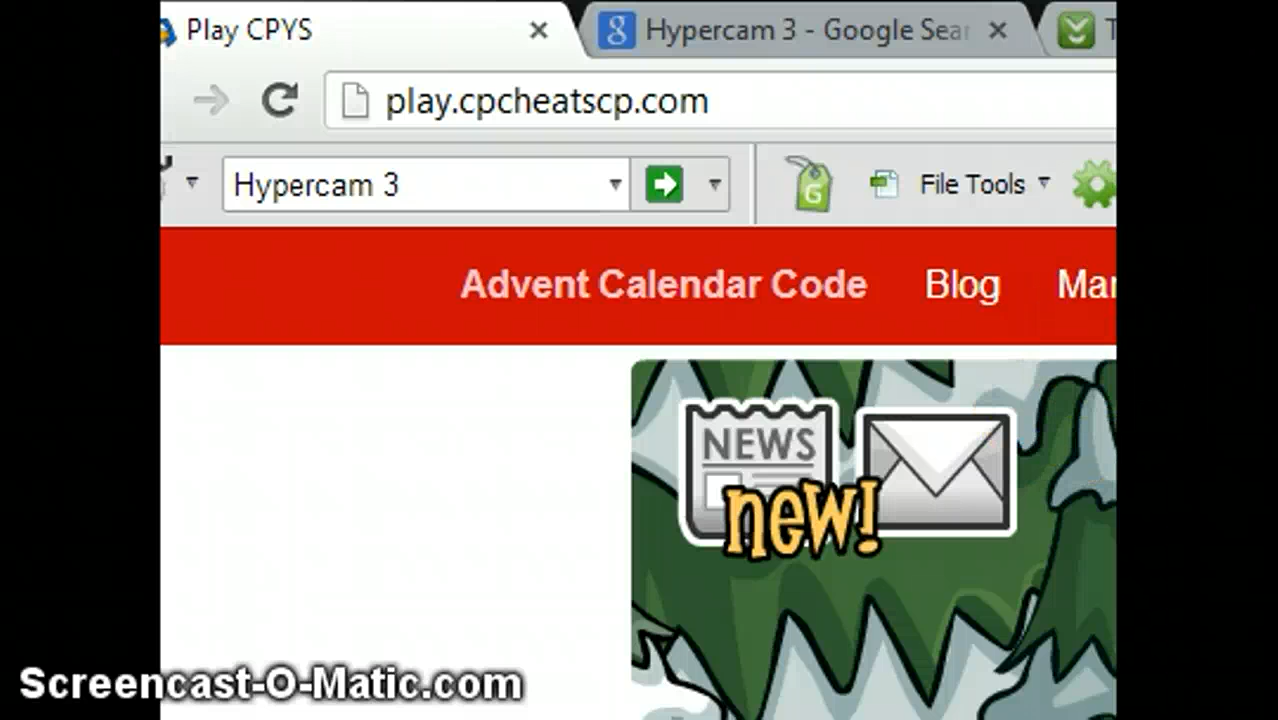 Play CPYS
Hypercam 3 - Google Sear
play.cpcheatscp.com
Hypercam 3
G
File Tools
Advent Calendar Code
Blog
Mar
NEWS
new!
Screencast-O-Matic.com